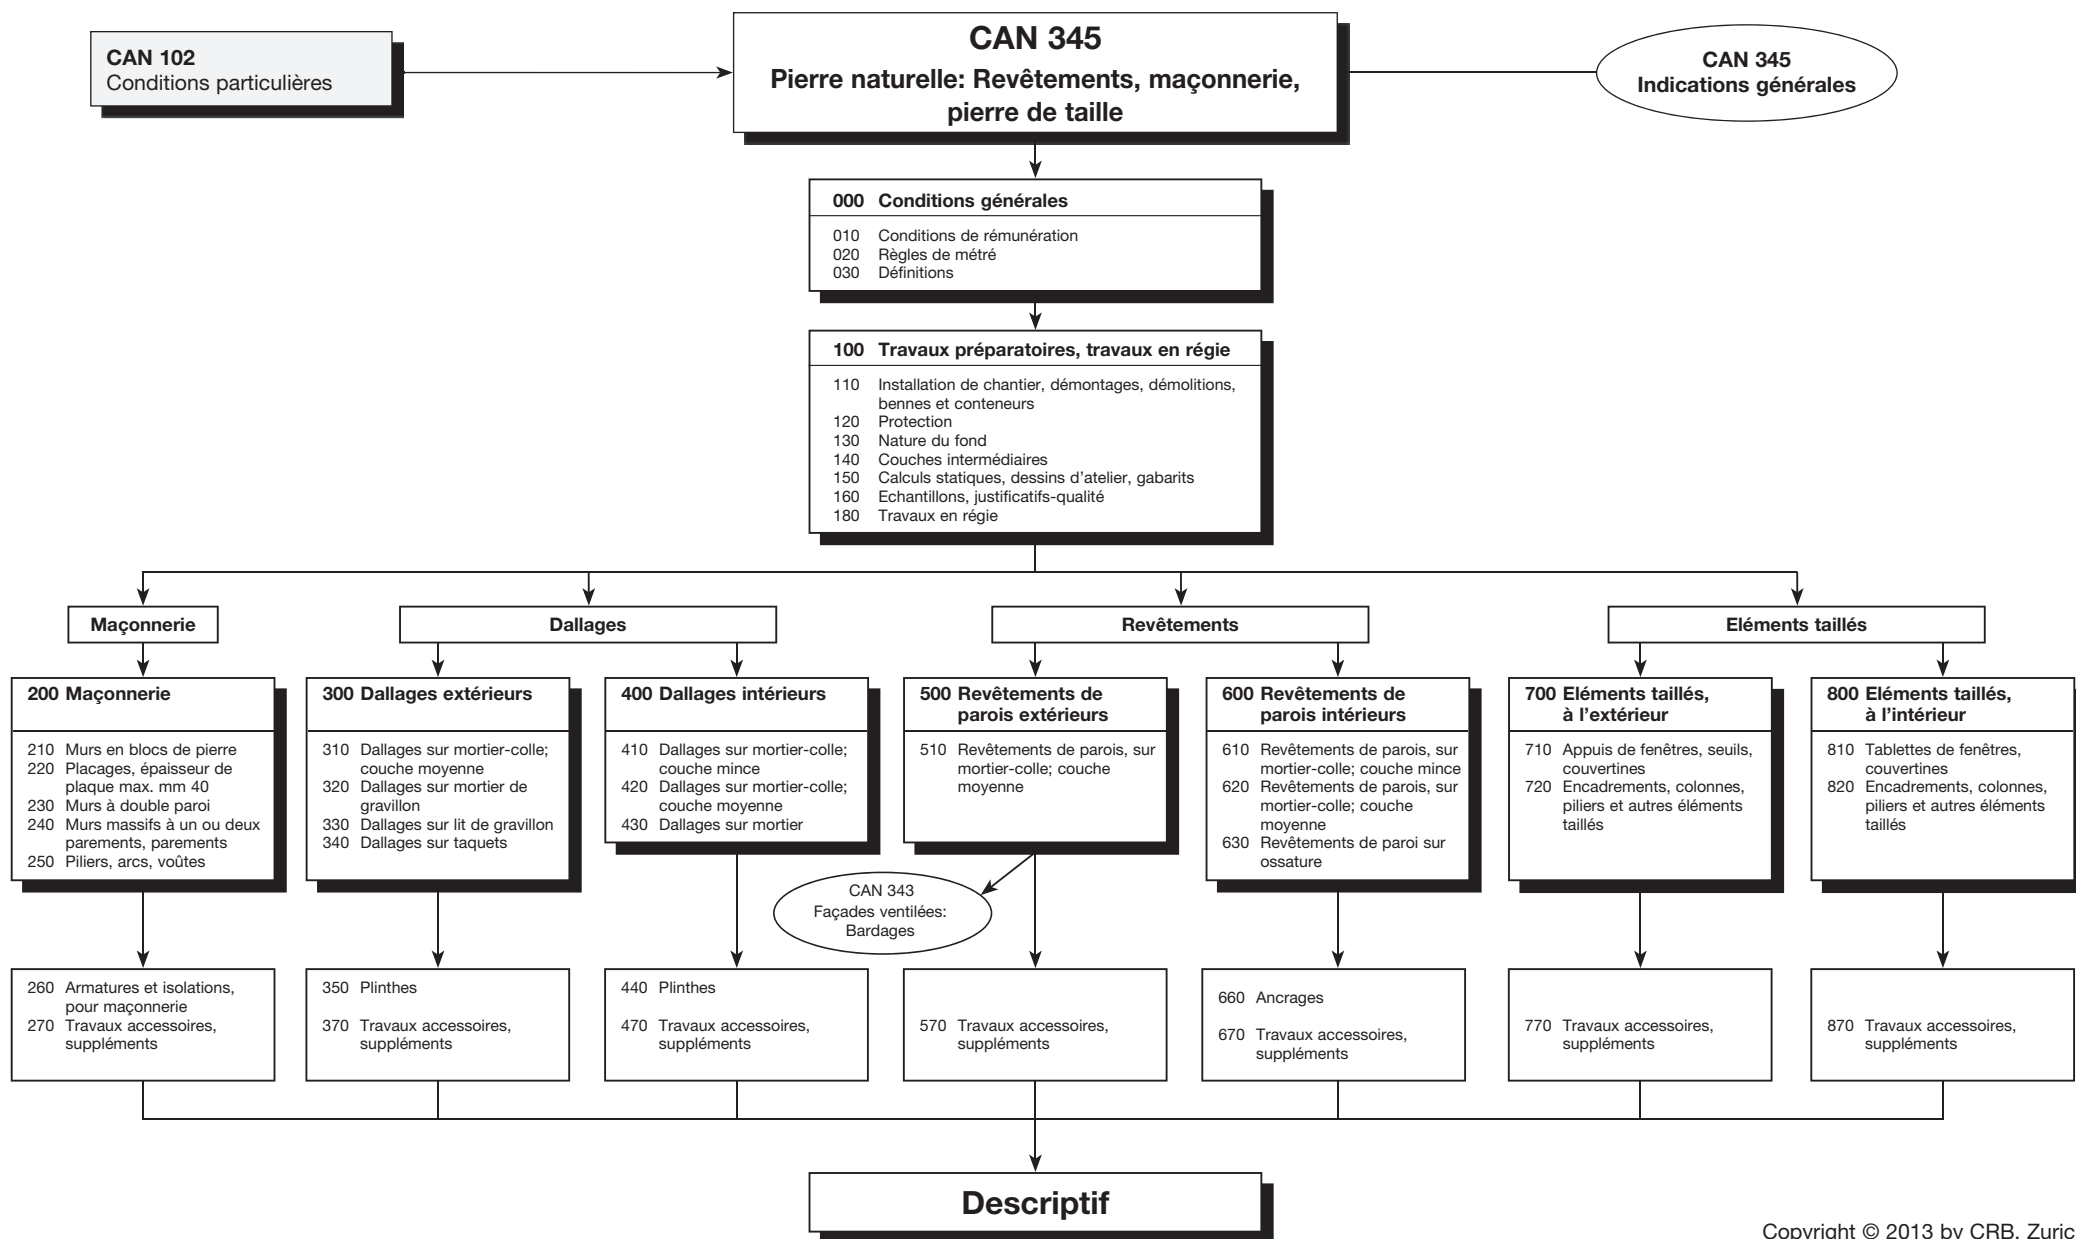 CAN 102
Conditions particulières
CAN 345
Pierre naturelle: Revêtements, maçonnerie,
pierre de taille
CAN 345
Indications générales
000 Conditions générales
010 Conditions de rémunération
020 Règles de métré
030 Définitions
100 Travaux préparatoires, travaux en régie
110 Installation de chantier, démontages, démolitions,
bennes et conteneurs
120 Protection
130 Nature du fond
140 Couches intermédiaires
150 Calculs statiques, dessins d'atelier, gabarits
160 Echantillons, justificatifs-qualité
180 Travaux en régie
Maçonnerie
Dallages
Revêtements
Eléments taillés
200 Maçonnerie
210 Murs en blocs de pierre
220 Placages, épaisseur de
plaque max. mm 40
230 Murs à double paroi
240 Murs massifs à un ou deux
parements, parements
250 Piliers, arcs, voûtes
300 Dallages extérieurs
310 Dallages sur mortier-colle;
couche moyenne
320 Dallages sur mortier de
gravillon
330 Dallages sur lit de gravillon
340 Dallages sur taquets
400 Dallages intérieurs
410 Dallages sur mortier-colle;
couche mince
420 Dallages sur mortier-colle;
couche moyenne
430 Dallages sur mortier
500 Revêtements de
parois extérieurs
510 Revêtements de parois, sur
mortier-colle; couche
moyenne
600 Revêtements de
parois intérieurs
610 Revêtements de parois, sur
mortier-colle; couche mince
620 Revêtements de parois, sur
mortier-colle; couche
moyenne
630 Revêtements de paroi sur
ossature
700 Eléments taillés,
à l'extérieur
710 Appuis de fenêtres, seuils,
couvertines
720 Encadrements, colonnes,
piliers et autres éléments
taillés
800 Eléments taillés,
à l'intérieur
810 Tablettes de fenêtres,
couvertines
820 Encadrements, colonnes,
piliers et autres éléments
taillés
CAN 343
Façades ventilées:
Bardages
260 Armatures et isolations,
pour maçonnerie
270 Travaux accessoires,
suppléments
350 Plinthes
370 Travaux accessoires,
suppléments
440 Plinthes
470 Travaux accessoires,
suppléments
570 Travaux accessoires,
suppléments
660 Ancrages
670 Travaux accessoires,
suppléments
770 Travaux accessoires,
suppléments
870 Travaux accessoires,
suppléments
Descriptif
Copyright © 2013 by CRB, Zuric